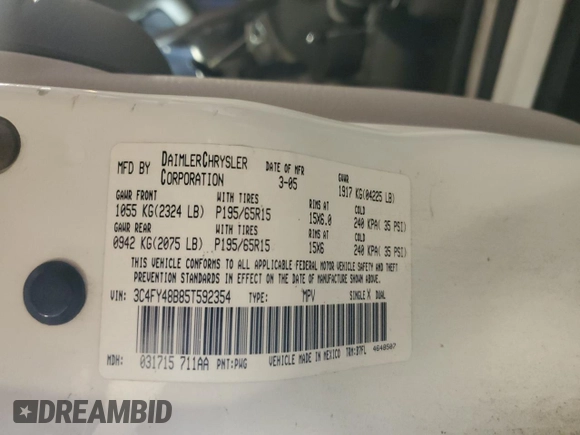 MFD BY DAIMLERCHRYSLER CORPORATION DATE OF MFR 3-05 GVWR 1917 KG(04225 LB)
GAWR FRONT WITH TIRES RIMS AT COLD
1055 KG(2324 LB) P195/65R15 15X6.0 240 KPA( 35 PSI)
GAWR REAR WITH TIRES RIMS AT COLD
0942 KG(2075 LB) P195/65R15 15X6 240 KPA( 35 PSI)
THIS VEHICLE CONFORMS TO ALL APPLICABLE FEDERAL MOTOR VEHICLE SAFETY AND THEFT
PREVENTION STANDARDS IN EFFECT ON THE DATE OF MANUFACTURE SHOWN ABOVE.
VIN: 3C4FY48B85T592354 TYPE: MPV SINGLE X DUAL
MDH: 031715 711AA PNT:PWG VEHICLE MADE IN MEXICO TRM:D7FL 4648507
DREAMBID